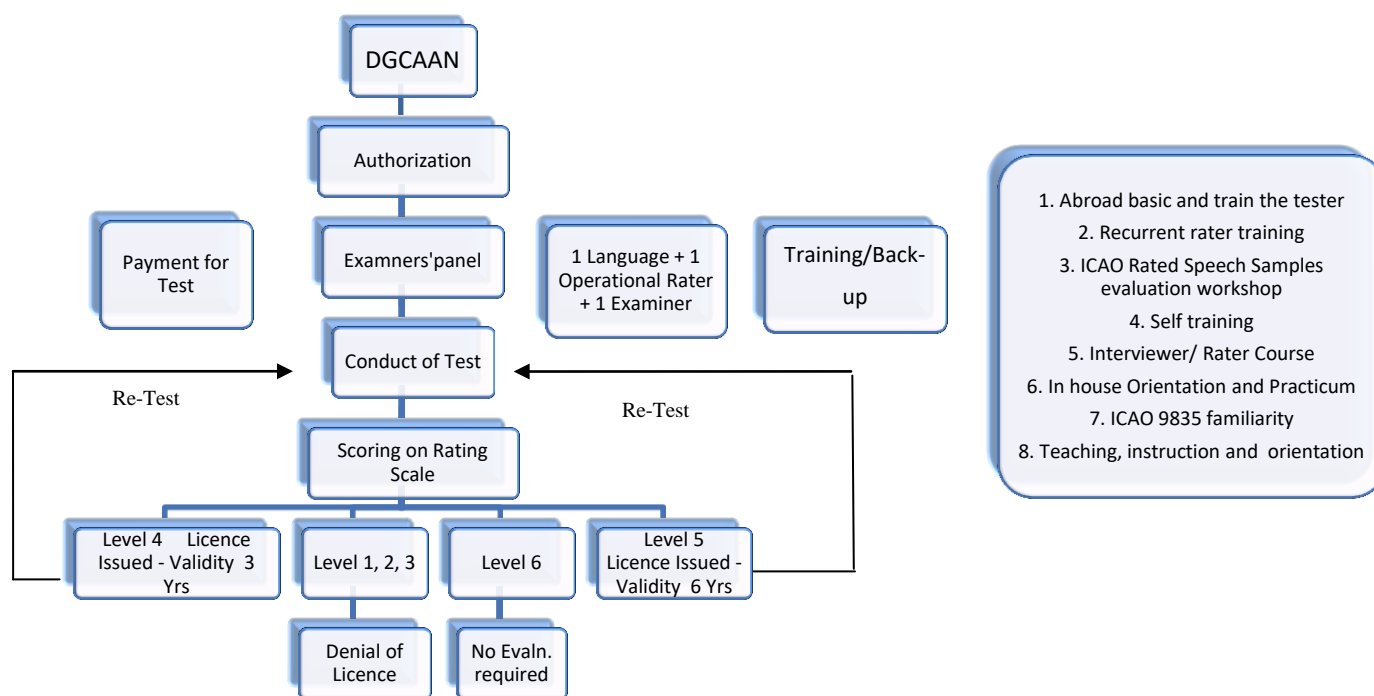 DGCAAN
Authorization
Payment for
Test
Examners'panel
1 Language + 1
Operational Rater
+ 1 Examiner
Training/Back-
up
1. Abroad basic and train the tester
2. Recurrent rater training
3. ICAO Rated Speech Samples
evaluation workshop
4. Self training
5. Interviewer/ Rater Course
6. In house Orientation and Practicum
7. ICAO 9835 familiarity
8. Teaching, instruction and orientation
Conduct of Test
Re-Test
Re-Test
Scoring on Rating
Scale
Level 4 Licence
Issued - Validity 3
Yrs
Level 1, 2, 3
Level 6
Level 5
Licence Issued -
Validity 6 Yrs
Denial of
Licence
No Evaln.
required